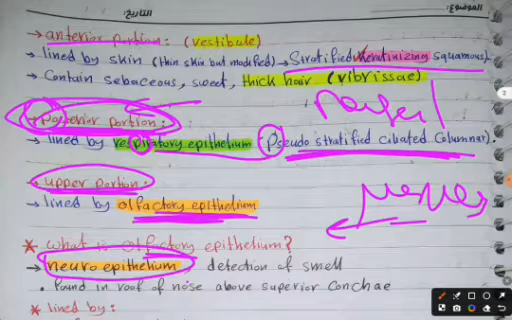 الموضوع: التاريخ:
→ anterior portion: (vestibule)
→ lined by skin (thin skin but modified) → Stratified keratinizing squamous.
→ Contain sebaceous, sweet, thick hair (vibrissae)
→ Posterior portion:
→ lined by respiratory epithelium (Pseudo stratified ciliated Columnar).
→ upper portion:
→ lined by olfactory epithelium
* what is olfactory epithelium?
→ neuro epithelium detection of smell
• found in roof of nose above superior Conchae
* lined by: